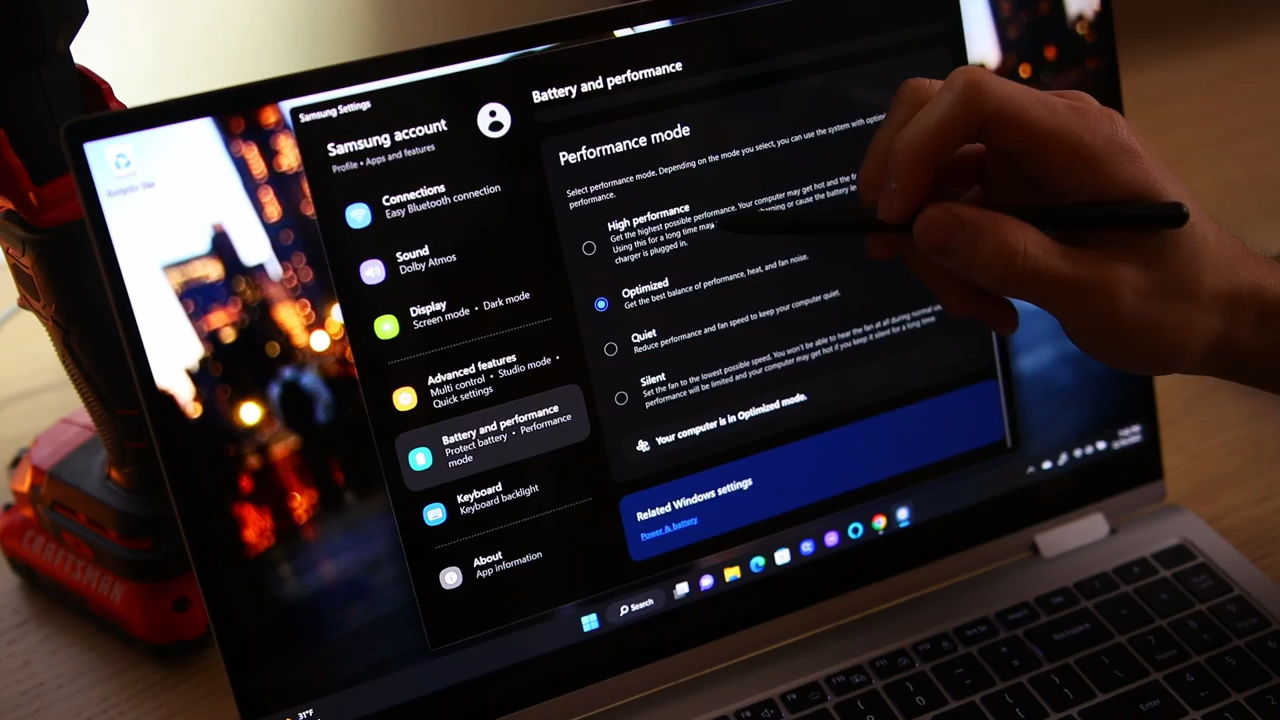 Samsung Settings
Samsung account
Profile • Apps and features
Connections
Easy Bluetooth connection
Sound
Dolby Atmos
Display
Screen mode • Dark mode
Advanced features
Multi control • Studio mode •
Quick settings
Battery and performance
Protect battery • Performance
mode
Keyboard
Keyboard backlight
About
App information
Battery and performance
Performance mode
Select performance mode. Depending on the mode you select, you can use the system with
performance.
High performance
Get the highest possible performance. Your computer may get hot and the
Using this for a long time may or cause the battery
charger is plugged in.
Optimized
Get the best balance of performance, heat, and fan noise.
Quiet
Reduce performance and fan speed to keep your computer quiet.
Silent
Set the fan to the lowest possible speed. You won't be able to hear the fan at all during normal
performance will be limited and your computer may get hot if you keep it silent for a long time.
Your computer is in Optimized mode.
Related Windows settings
Power & battery
Search
31°F
CRAFTSMAN
Backspace
Enter